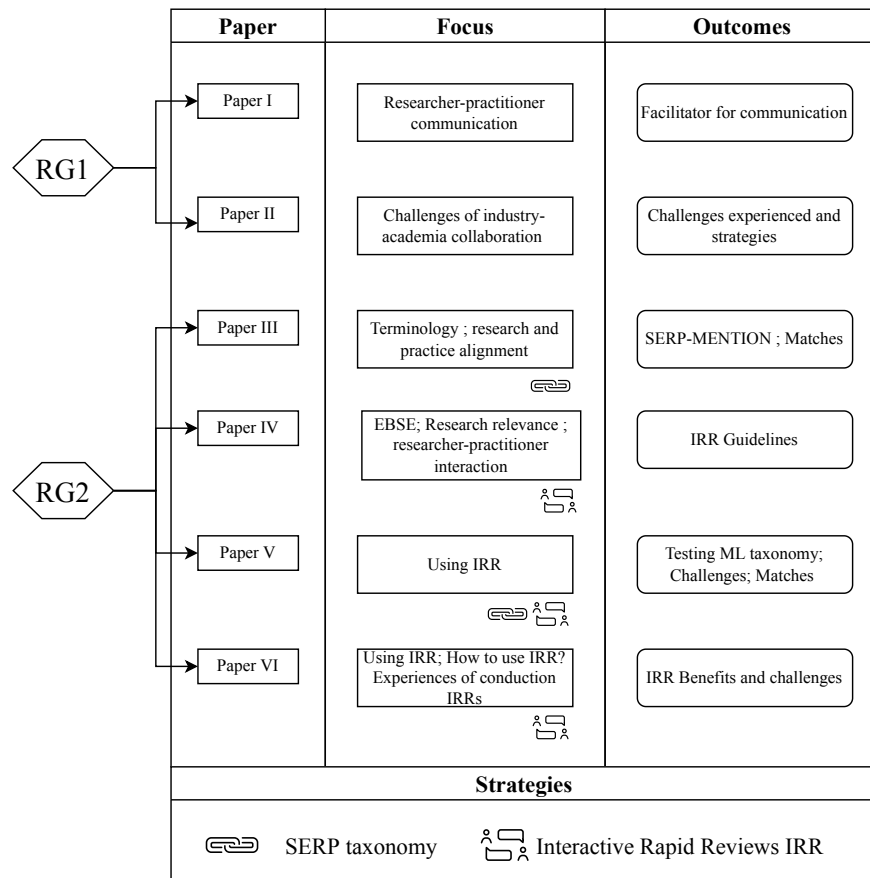 Paper
Focus
Outcomes
RG1
Paper I
Researcher-practitioner
communication
Facilitator for communication
Paper II
Challenges of industry-
academia collaboration
Challenges experienced and
strategies
RG2
Paper III
Terminology ; research and
practice alignment
SERP-MENTION ; Matches
Paper IV
EBSE; Research relevance ;
researcher-practitioner
interaction
IRR Guidelines
Paper V
Using IRR
Testing ML taxonomy;
Challenges; Matches
Paper VI
Using IRR; How to use IRR?
Experiences of conduction
IRRs
IRR Benefits and challenges
Strategies
SERP taxonomy
Interactive Rapid Reviews IRR